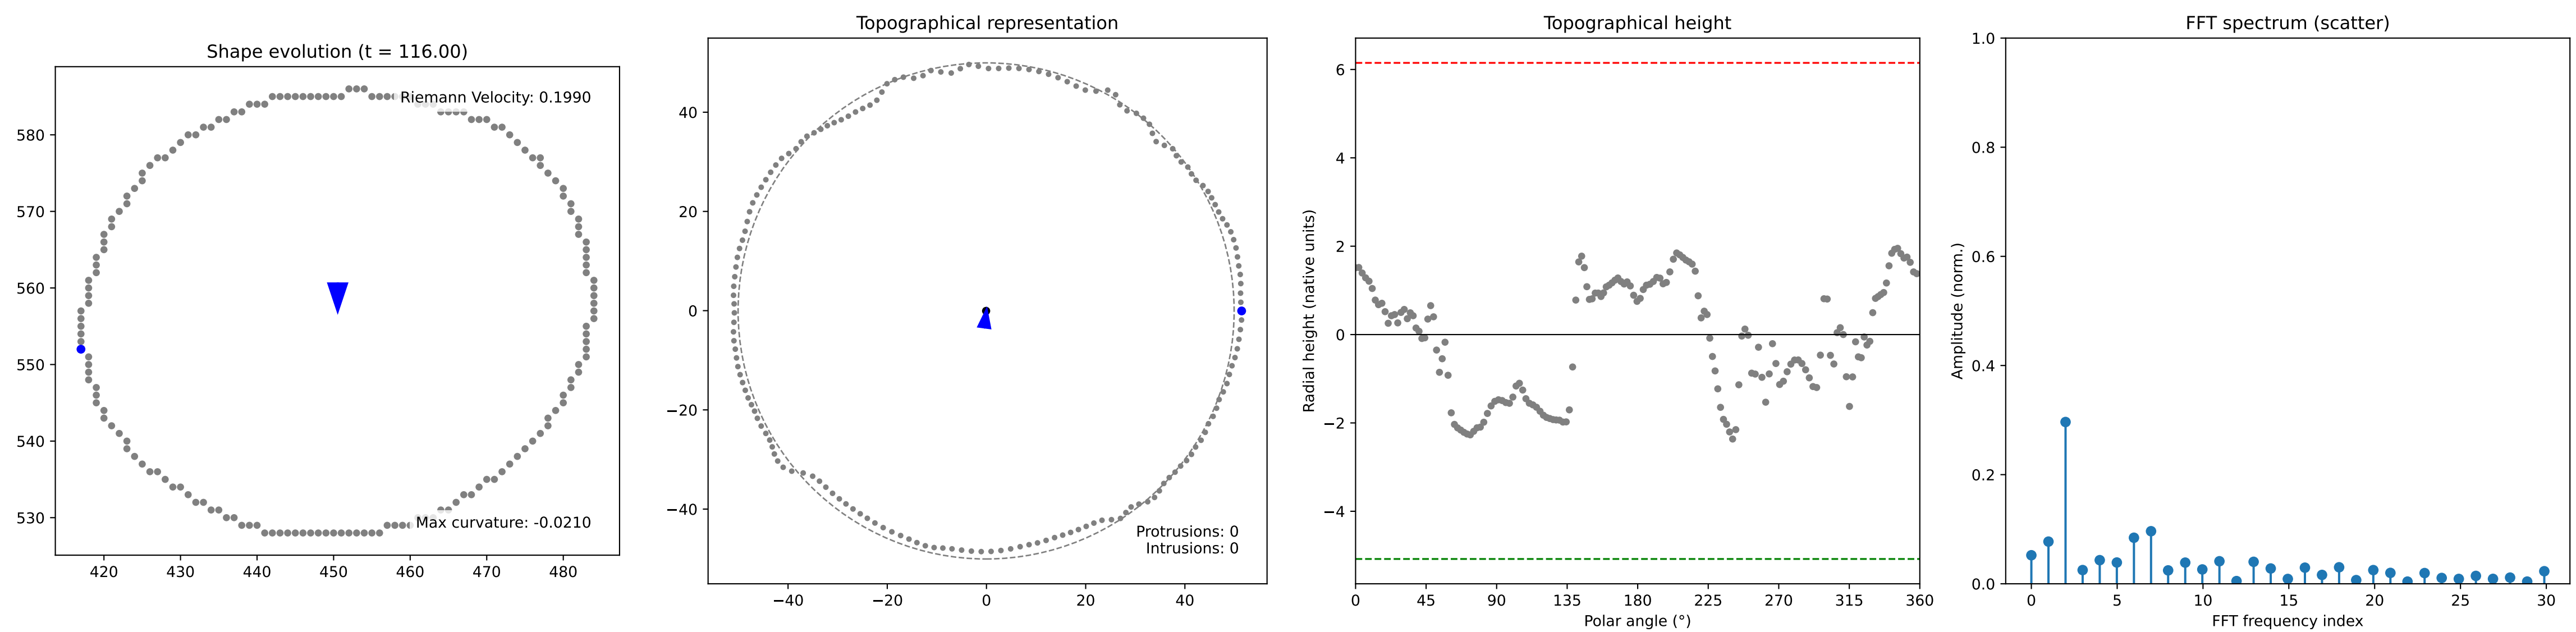 Shape evolution (t = 116.00)
Riemann Velocity: 0.1990
Max curvature: -0.0210
580
570
560
550
540
530
420 430 440 450 460 470 480
Topographical representation
40
20
0
−20
−40
Protrusions: 0
Intrusions: 0
−40 −20 0 20 40
Topographical height
Radial height (native units)
6
4
2
0
−2
−4
0 45 90 135 180 225 270 315 360
Polar angle (°)
FFT spectrum (scatter)
Amplitude (norm.)
1.0
0.8
0.6
0.4
0.2
0.0
0 5 10 15 20 25 30
FFT frequency index